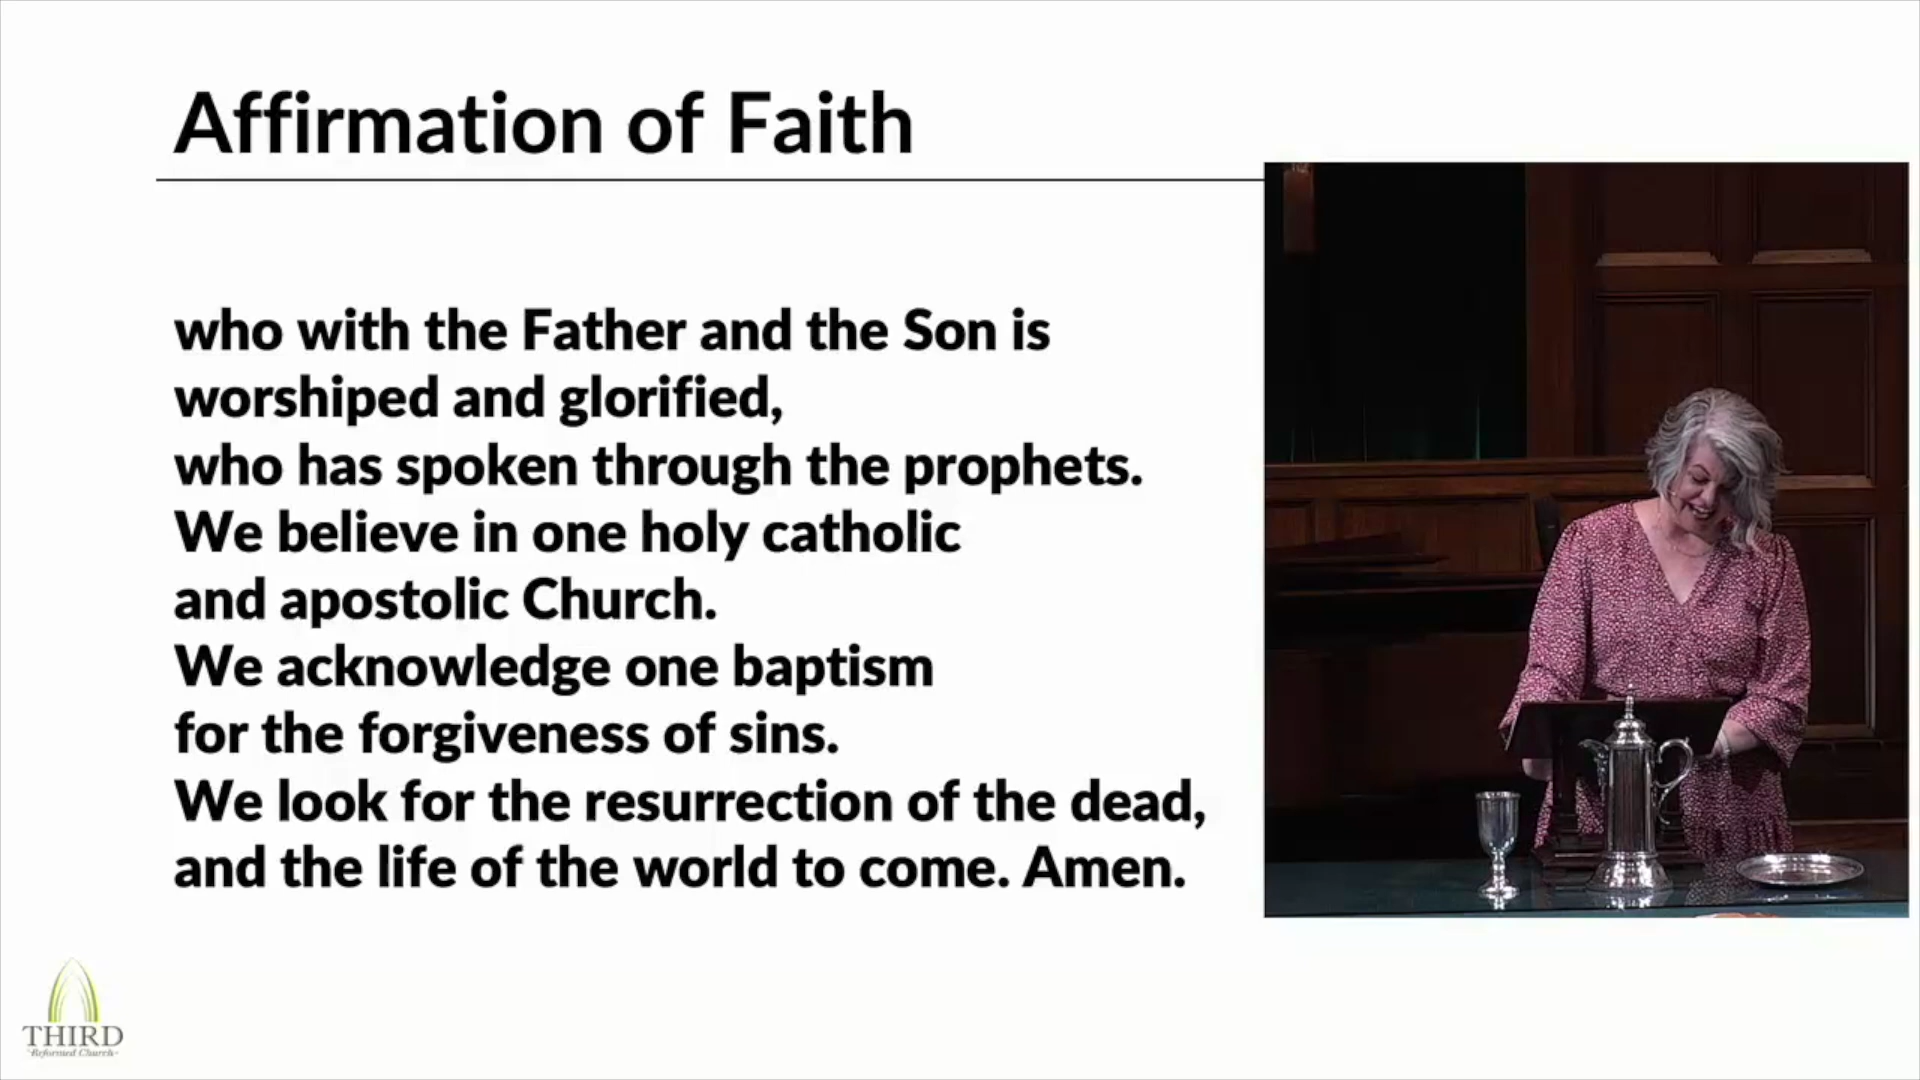 Affirmation of Faith
who with the Father and the Son is
worshiped and glorified,
who has spoken through the prophets.
We believe in one holy catholic
and apostolic Church.
We acknowledge one baptism
for the forgiveness of sins.
We look for the resurrection of the dead,
and the life of the world to come. Amen.
THIRD
Reformed Church